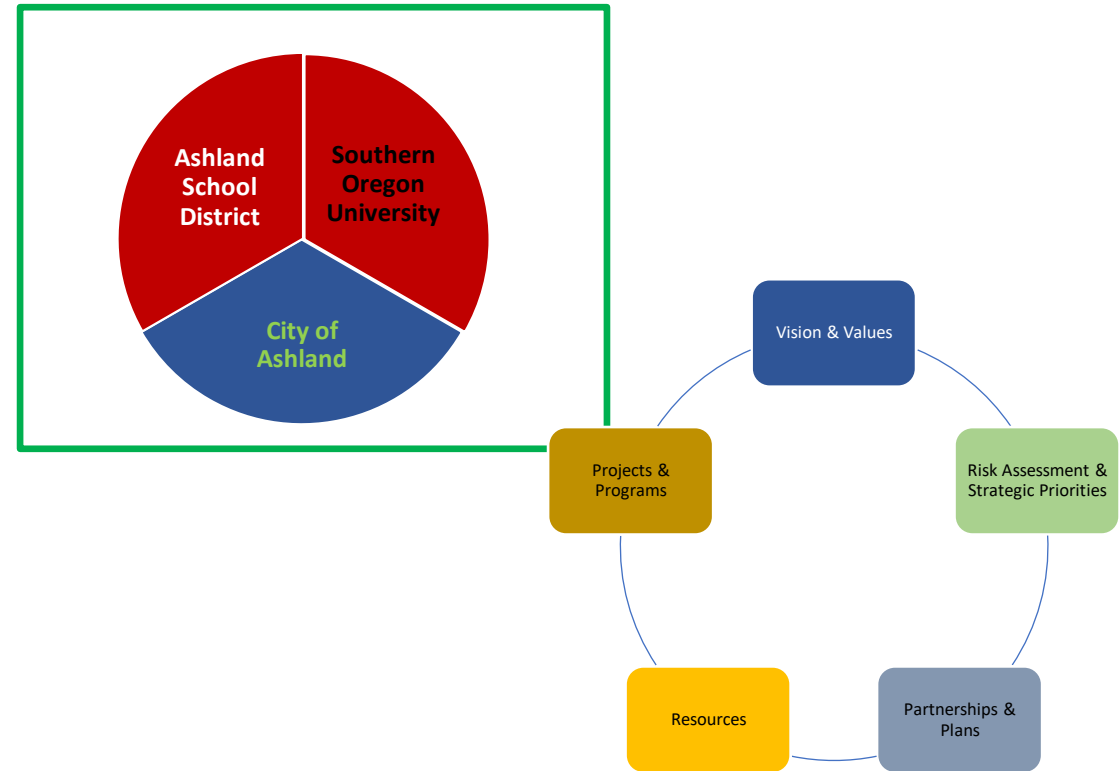 Ashland
School
District
Southern
Oregon
University
City of
Ashland
Vision & Values
Projects &
Programs
Risk Assessment &
Strategic Priorities
Resources
Partnerships &
Plans